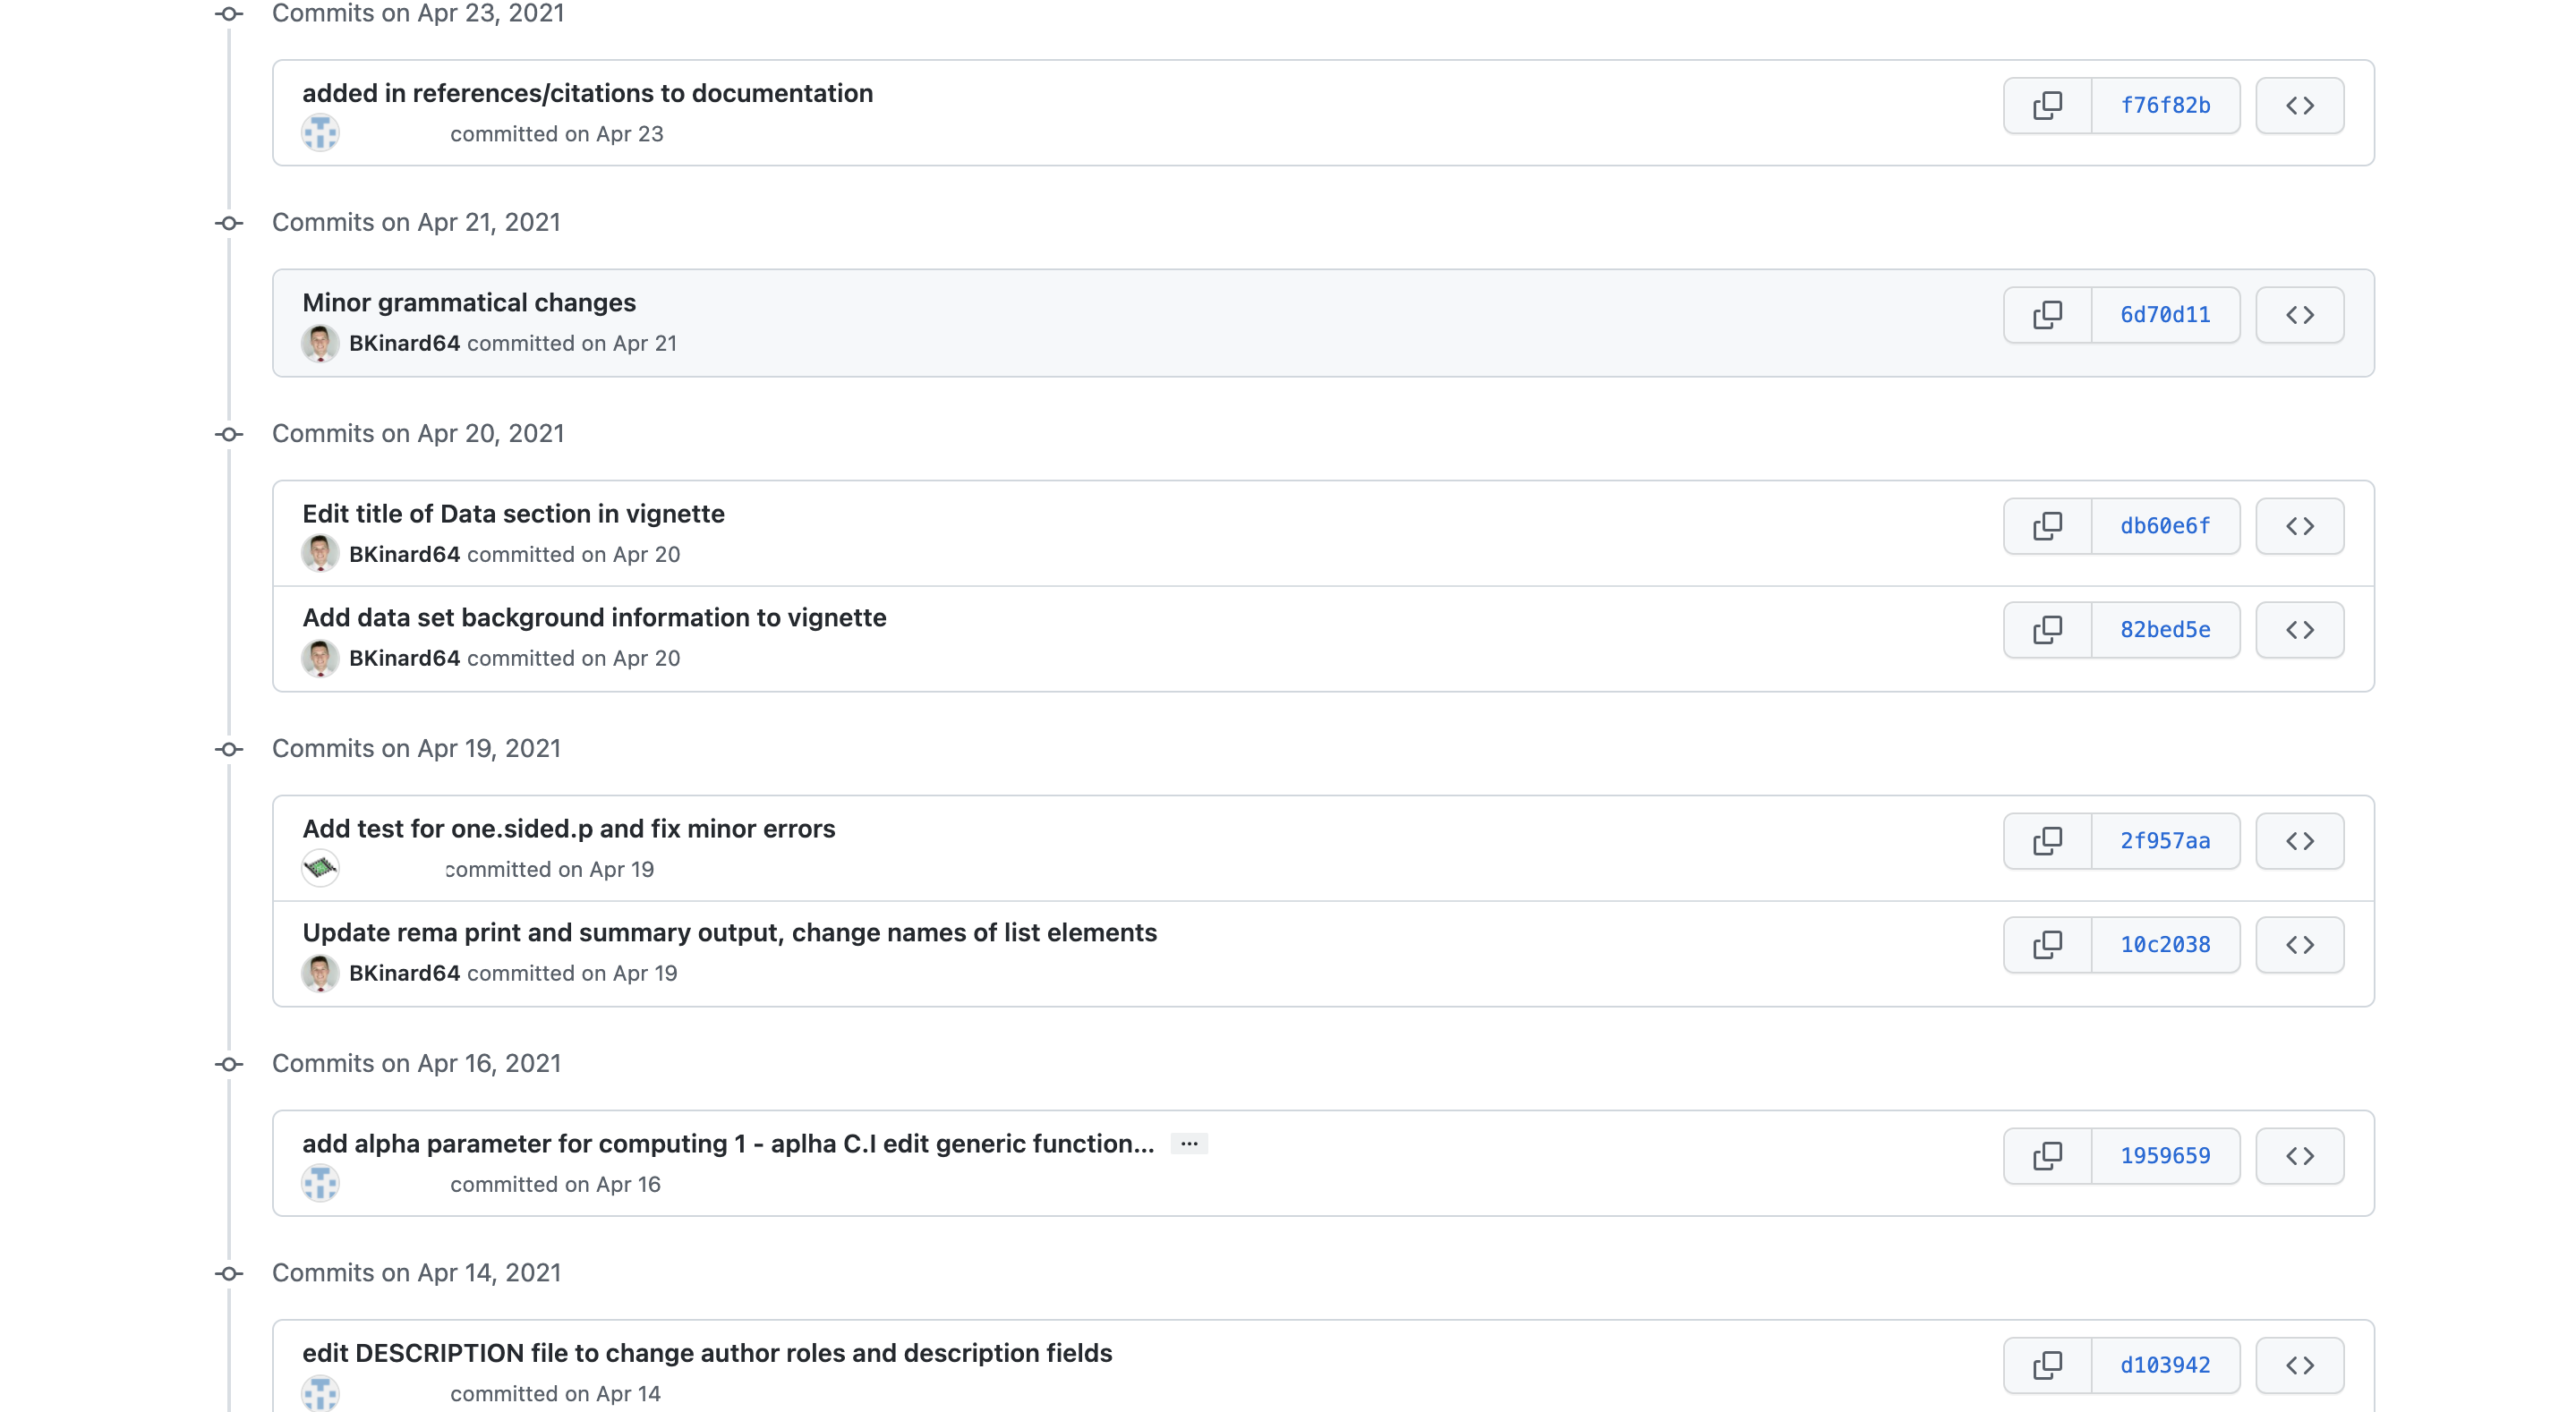 Commits on Apr 23, 2021
added in references/citations to documentation
f76f82b
committed on Apr 23
Commits on Apr 21, 2021
Minor grammatical changes
6d70d11
BKinard64 committed on Apr 21
Commits on Apr 20, 2021
Edit title of Data section in vignette
db60e6f
BKinard64 committed on Apr 20
Add data set background information to vignette
82bed5e
BKinard64 committed on Apr 20
Commits on Apr 19, 2021
Add test for one.sided.p and fix minor errors
2f957aa
committed on Apr 19
Update rema print and summary output, change names of list elements
10c2038
BKinard64 committed on Apr 19
Commits on Apr 16, 2021
add alpha parameter for computing 1 - aplha C.I edit generic function... …
1959659
committed on Apr 16
Commits on Apr 14, 2021
edit DESCRIPTION file to change author roles and description fields
d103942
committed on Apr 14